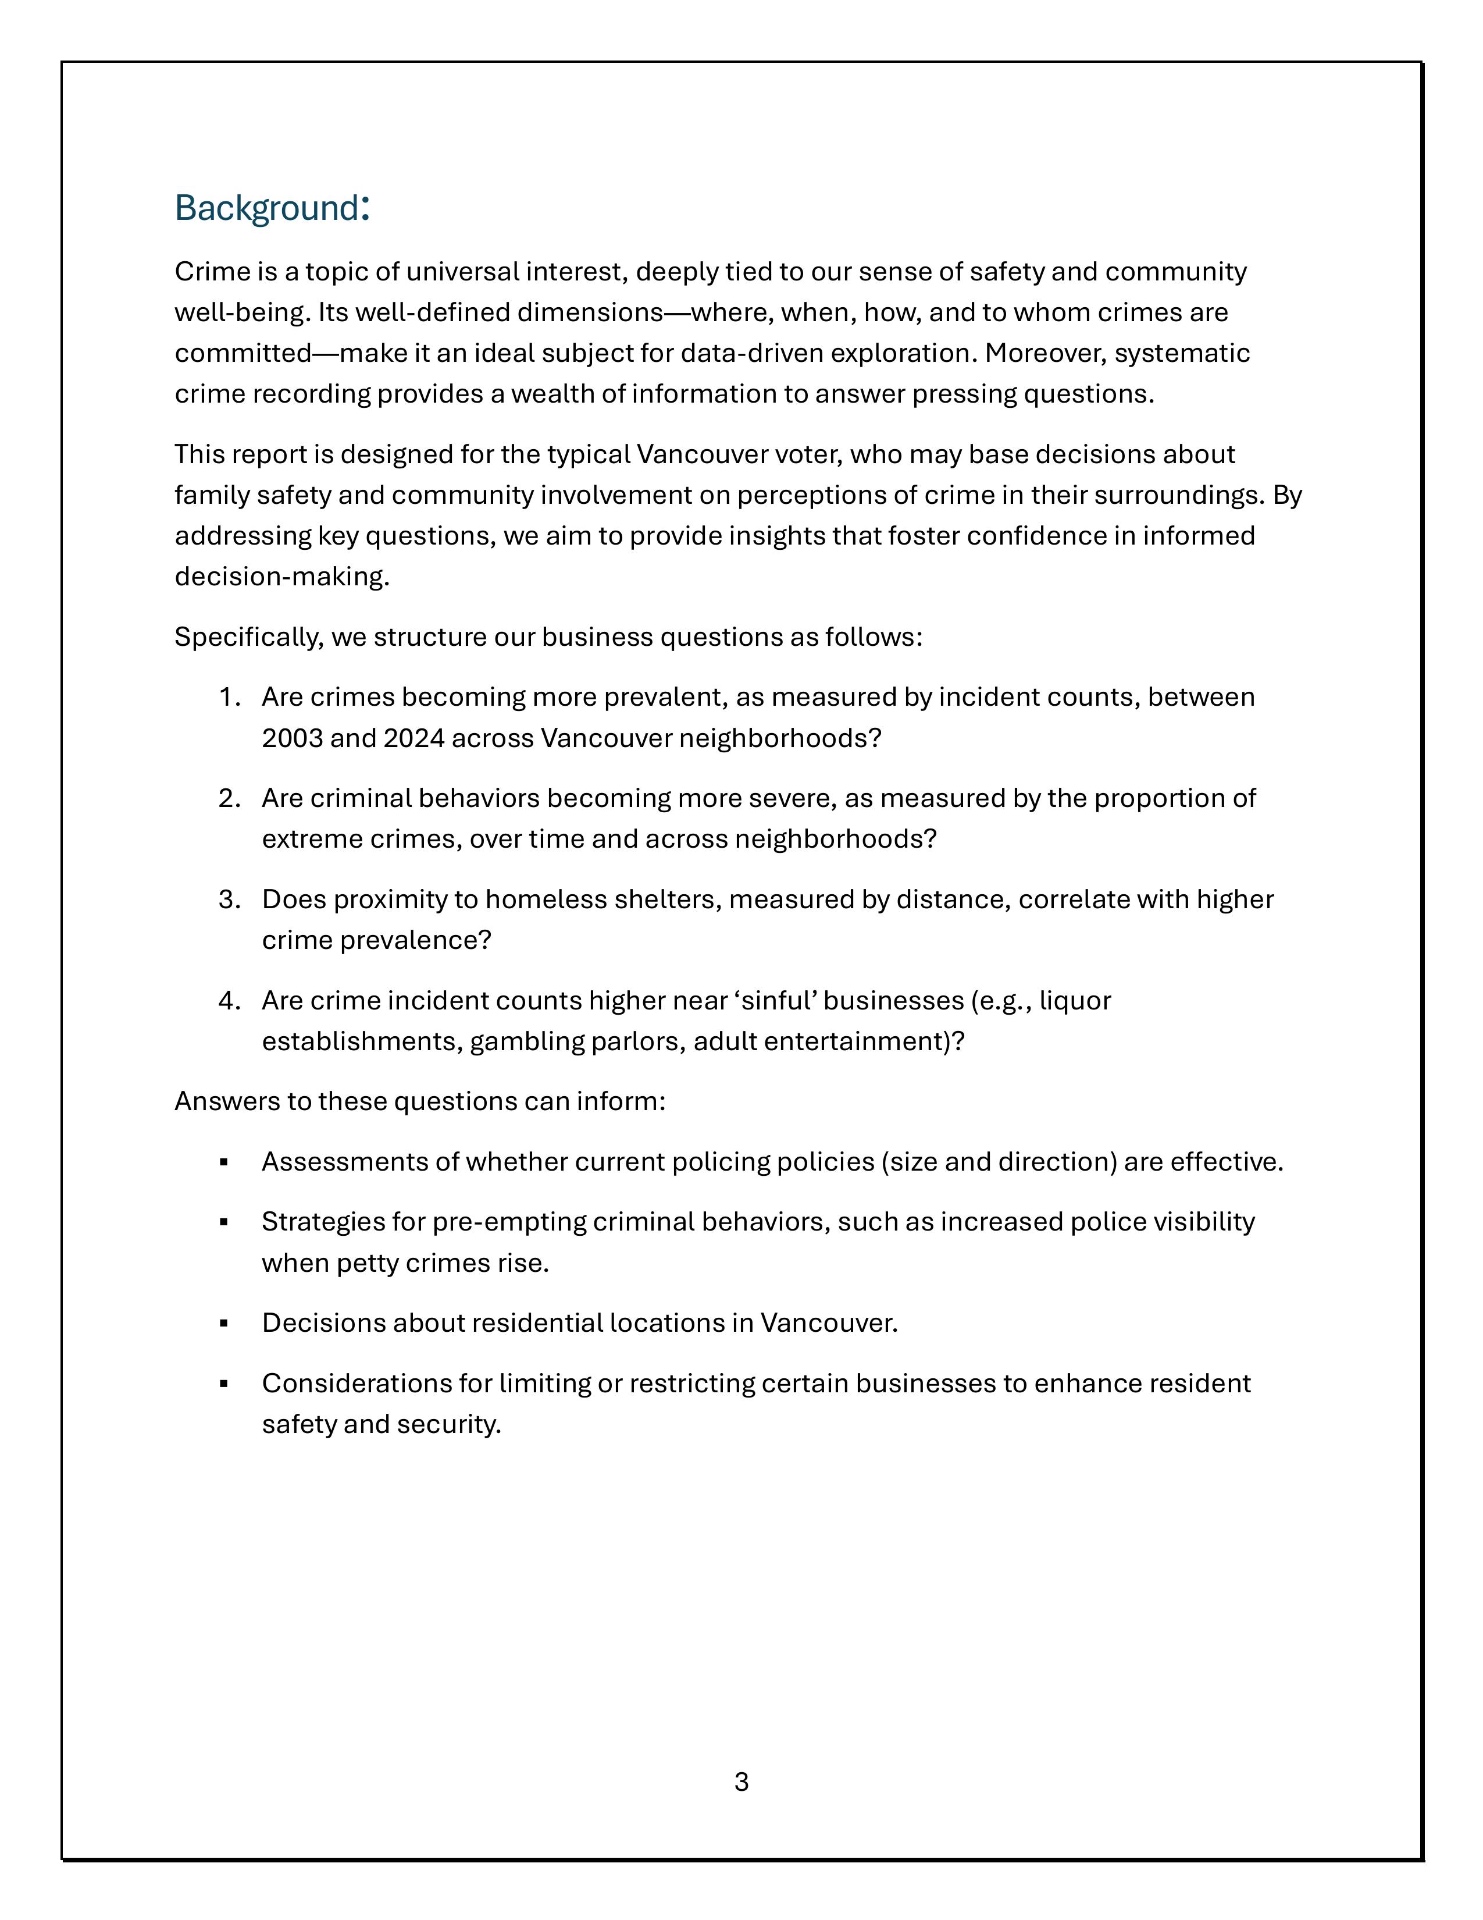 Background:
Crime is a topic of universal interest, deeply tied to our sense of safety and community
well-being. Its well-defined dimensions—where, when, how, and to whom crimes are
committed—make it an ideal subject for data-driven exploration. Moreover, systematic
crime recording provides a wealth of information to answer pressing questions.
This report is designed for the typical Vancouver voter, who may base decisions about
family safety and community involvement on perceptions of crime in their surroundings. By
addressing key questions, we aim to provide insights that foster confidence in informed
decision-making.
Specifically, we structure our business questions as follows:
1. Are crimes becoming more prevalent, as measured by incident counts, between
2003 and 2024 across Vancouver neighborhoods?
2. Are criminal behaviors becoming more severe, as measured by the proportion of
extreme crimes, over time and across neighborhoods?
3. Does proximity to homeless shelters, measured by distance, correlate with higher
crime prevalence?
4. Are crime incident counts higher near ‘sinful’ businesses (e.g., liquor
establishments, gambling parlors, adult entertainment)?
Answers to these questions can inform:
▪ Assessments of whether current policing policies (size and direction) are effective.
▪ Strategies for pre-empting criminal behaviors, such as increased police visibility
when petty crimes rise.
▪ Decisions about residential locations in Vancouver.
▪ Considerations for limiting or restricting certain businesses to enhance resident
safety and security.
3